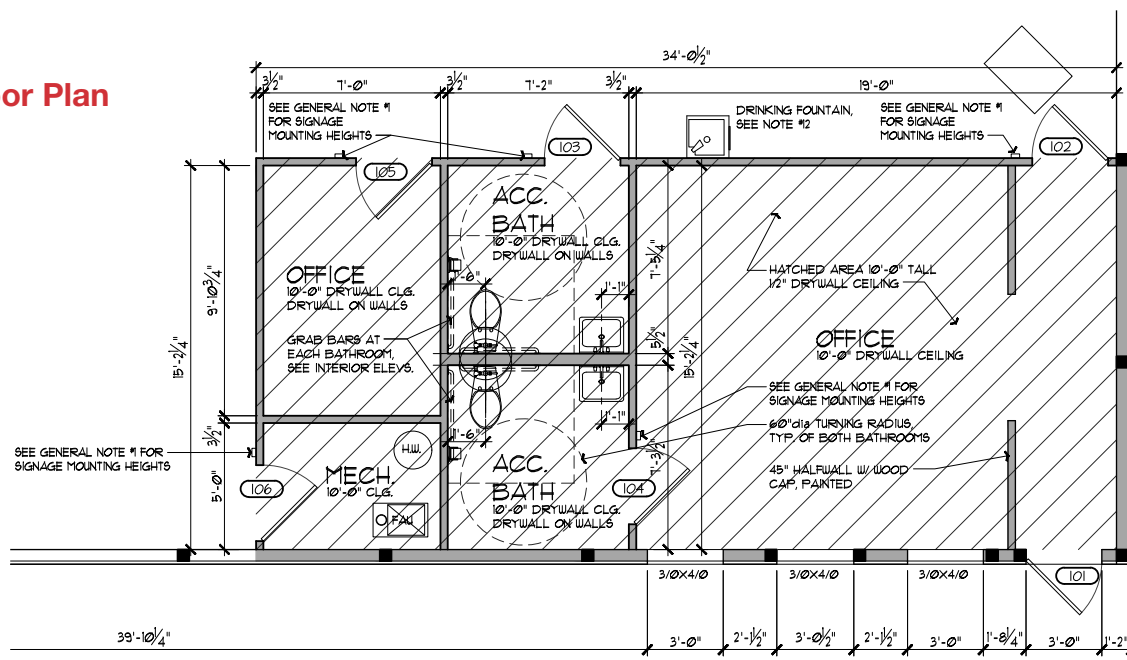 or Plan
34'-0½"
3½"
7'-0"
3½"
7'-2"
3½"
19'-0"
SEE GENERAL NOTE #1
FOR SIGNAGE
MOUNTING HEIGHTS
DRINKING FOUNTAIN,
SEE NOTE #12
SEE GENERAL NOTE #1
FOR SIGNAGE
MOUNTING HEIGHTS
103
102
105
ACC.
BATH
10'-0" DRYWALL CLG.
DRYWALL ON WALLS
OFFICE
10'-0" DRYWALL CLG.
DRYWALL ON WALLS
1'-6"
7'-5¼"
HATCHED AREA 10'-0" TALL
1/2" DRYWALL CEILING
9'-10¾"
1'-1"
15'-2¼"
GRAB BARS AT
EACH BATHROOM,
SEE INTERIOR ELEVS.
5½"
15'-2¼"
OFFICE
10'-0" DRYWALL CEILING
SEE GENERAL NOTE #1 FOR
SIGNAGE MOUNTING HEIGHTS
1'-1"
60"dia TURNING RADIUS,
TYP. OF BOTH BATHROOMS
3½"
1'-6"
H.W.
SEE GENERAL NOTE #1 FOR
SIGNAGE MOUNTING HEIGHTS
7'-3½"
45" HALFWALL W/ WOOD
CAP, PAINTED
MECH.
10'-0" CLG.
ACC.
BATH
10'-0" DRYWALL CLG.
DRYWALL ON WALLS
5'-0"
106
104
FAU
3/0X4/0
3/0X4/0
3/0X4/0
101
39'-10¼"
3'-0"
2'-1½"
3'-0½"
2'-1½"
3'-0"
1'-8¼"
3'-0"
1'-2"